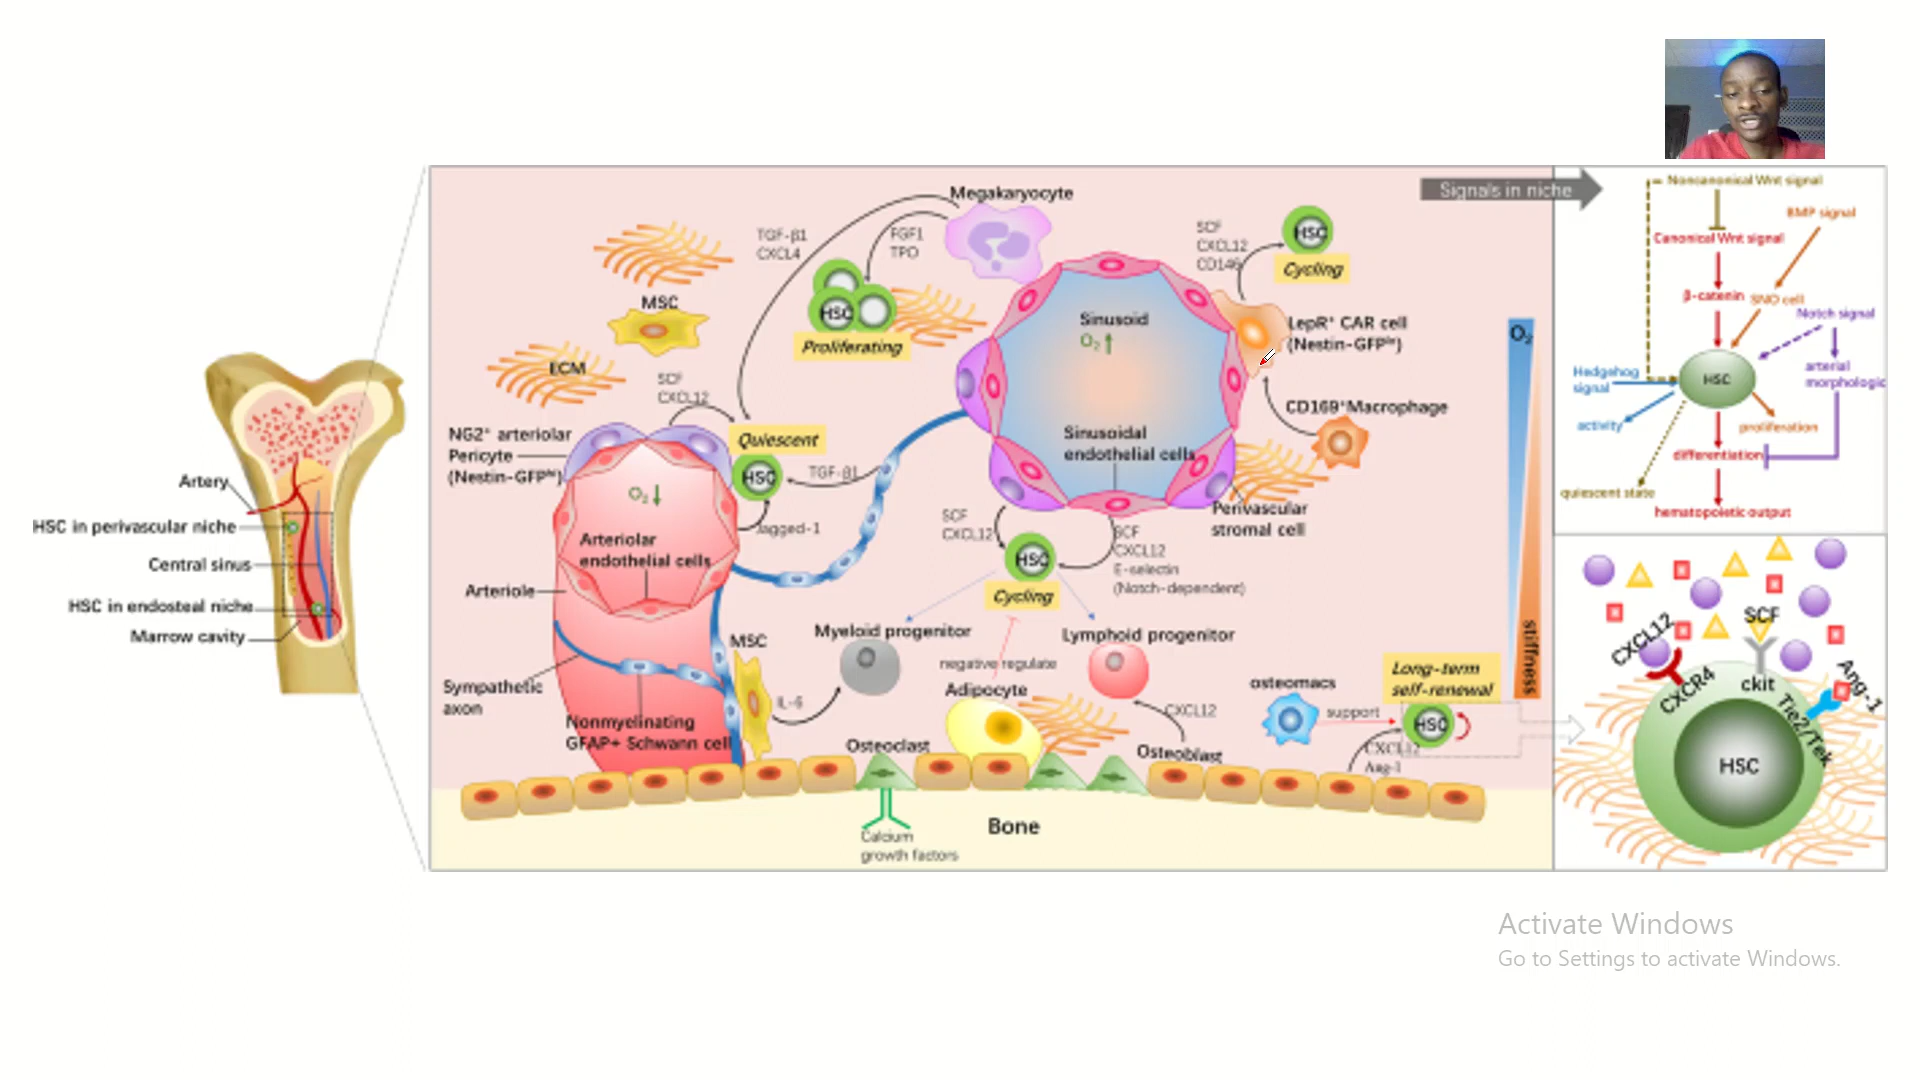 Artery
HSC in perivascular niche
Central sinus
HSC in endosteal niche
Marrow cavity
Megakaryocyte
TGF-β1
CXCL4
FGF1
TPO
MSC
HSC
Proliferating
ECM
SCF
CXCL12
NG2⁺ arteriolar
Pericyte
(Nestin-GFPʰⁱ)
Quiescent
HSC
TGF-β1
O₂↓
Jagged-1
Arteriolar
endothelial cells
Arteriole
Sympathetic
axon
Nonmyelinating
GFAP+ Schwann cell
MSC
IL-6
Sinusoid
O₂↑
Sinusoidal
endothelial cells
SCF
CXCL12
CD146
HSC
Cycling
LepR⁺ CAR cell
(Nestin-GFPˡᵒ)
CD169⁺Macrophage
Perivascular
stromal cell
SCF
CXCL12
HSC
Cycling
SCF
CXCL12
E-selectin
(Notch-dependent)
Myeloid progenitor
Lymphoid progenitor
negative regulate
Adipocyte
CXCL12
Osteoclast
Osteoblast
osteomacs
support
Long-term
self-renewal
HSC
CXCL12
Ang-1
Calcium
growth factors
Bone
O₂
stiffness
Signals in niche
Noncanonical Wnt signal
BMP signal
Canonical Wnt signal
β-catenin
SNO cell
Notch signal
Hedgehog
signal
HSC
arterial
morphologic
activity
proliferation
differentiation
quiescent state
hematopoietic output
CXCL12
SCF
CXCR4
ckit
Ang-1
Tie2/Tek
HSC
Activate Windows
Go to Settings to activate Windows.